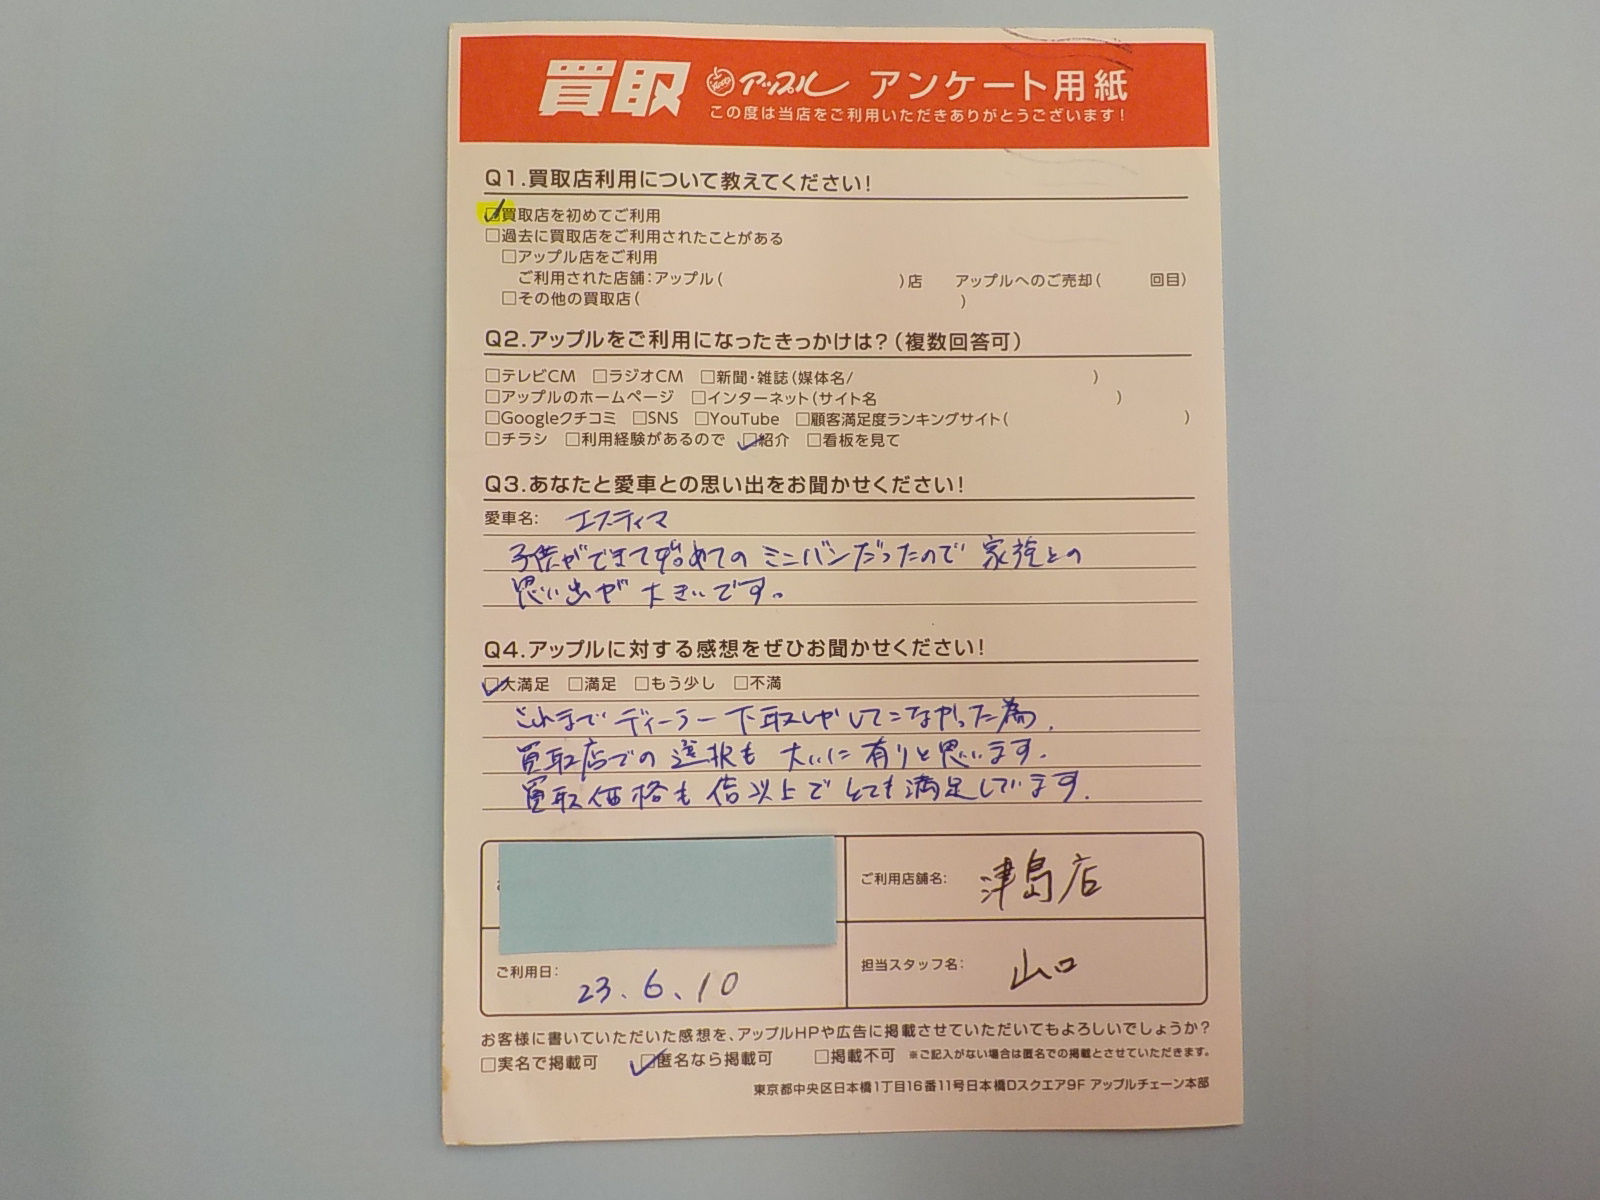 買取 アップル アンケート用紙
この度は当店をご利用いただきありがとうございます!
Q1.買取店利用について教えてください!
☑買取店を初めてご利用
□過去に買取店をご利用されたことがある
□アップル店をご利用
ご利用された店舗:アップル( )店 アップルへのご売却( 回目)
□その他の買取店( )
Q2.アップルをご利用になったきっかけは?(複数回答可)
□テレビCM □ラジオCM □新聞・雑誌(媒体名/ )
□アップルのホームページ □インターネット(サイト名 )
□Googleクチコミ □SNS □YouTube □顧客満足度ランキングサイト( )
□チラシ □利用経験があるので ☑紹介 □看板を見て
Q3.あなたと愛車との思い出をお聞かせください!
愛車名: エスティマ
子供ができて始めてのミニバンだったので家族との
思い出が大きいです。
Q4.アップルに対する感想をぜひお聞かせください!
☑大満足 □満足 □もう少し □不満
これまでディーラー下取しかしてこなかった為、
買取店での選択も大いに有りと思います.
買取価格も倍以上でとても満足しています.
ご利用店舗名: 津島店
ご利用日: 23.6.10
担当スタッフ名: 山口
お客様に書いていただいた感想を、アップルHPや広告に掲載させていただいてもよろしいでしょうか?
□実名で掲載可 ☑匿名なら掲載可 □掲載不可 ※ご記入がない場合は匿名での掲載とさせていただきます。
東京都中央区日本橋1丁目16番11号日本橋Dスクエア9F アップルチェーン本部